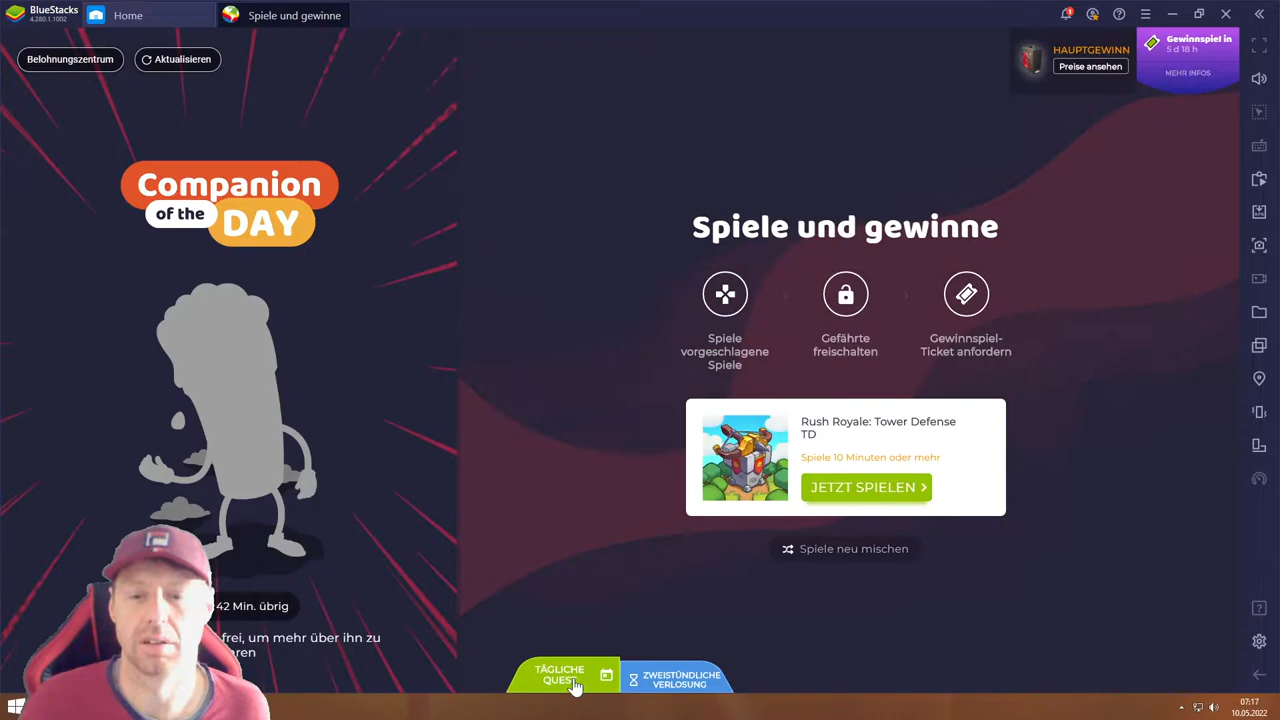 BlueStacks
4.280.1.1002
Home
Spiele und gewinne
Belohnungszentrum
Aktualisieren
HAUPTGEWINN
Preise ansehen
Gewinnspiel in
5 d 18 h
MEHR INFOS
Companion
of the
DAY
Spiele und gewinne
Spiele
vorgeschlagene
Spiele
Gefährte
freischalten
Gewinnspiel-
Ticket anfordern
Rush Royale: Tower Defense
TD
Spiele 10 Minuten oder mehr
JETZT SPIELEN
Spiele neu mischen
42 Min. übrig
frei, um mehr über ihn zu
TÄGLICHE
QUEST
ZWEISTÜNDLICHE
VERLOSUNG
07:17
10.05.2022